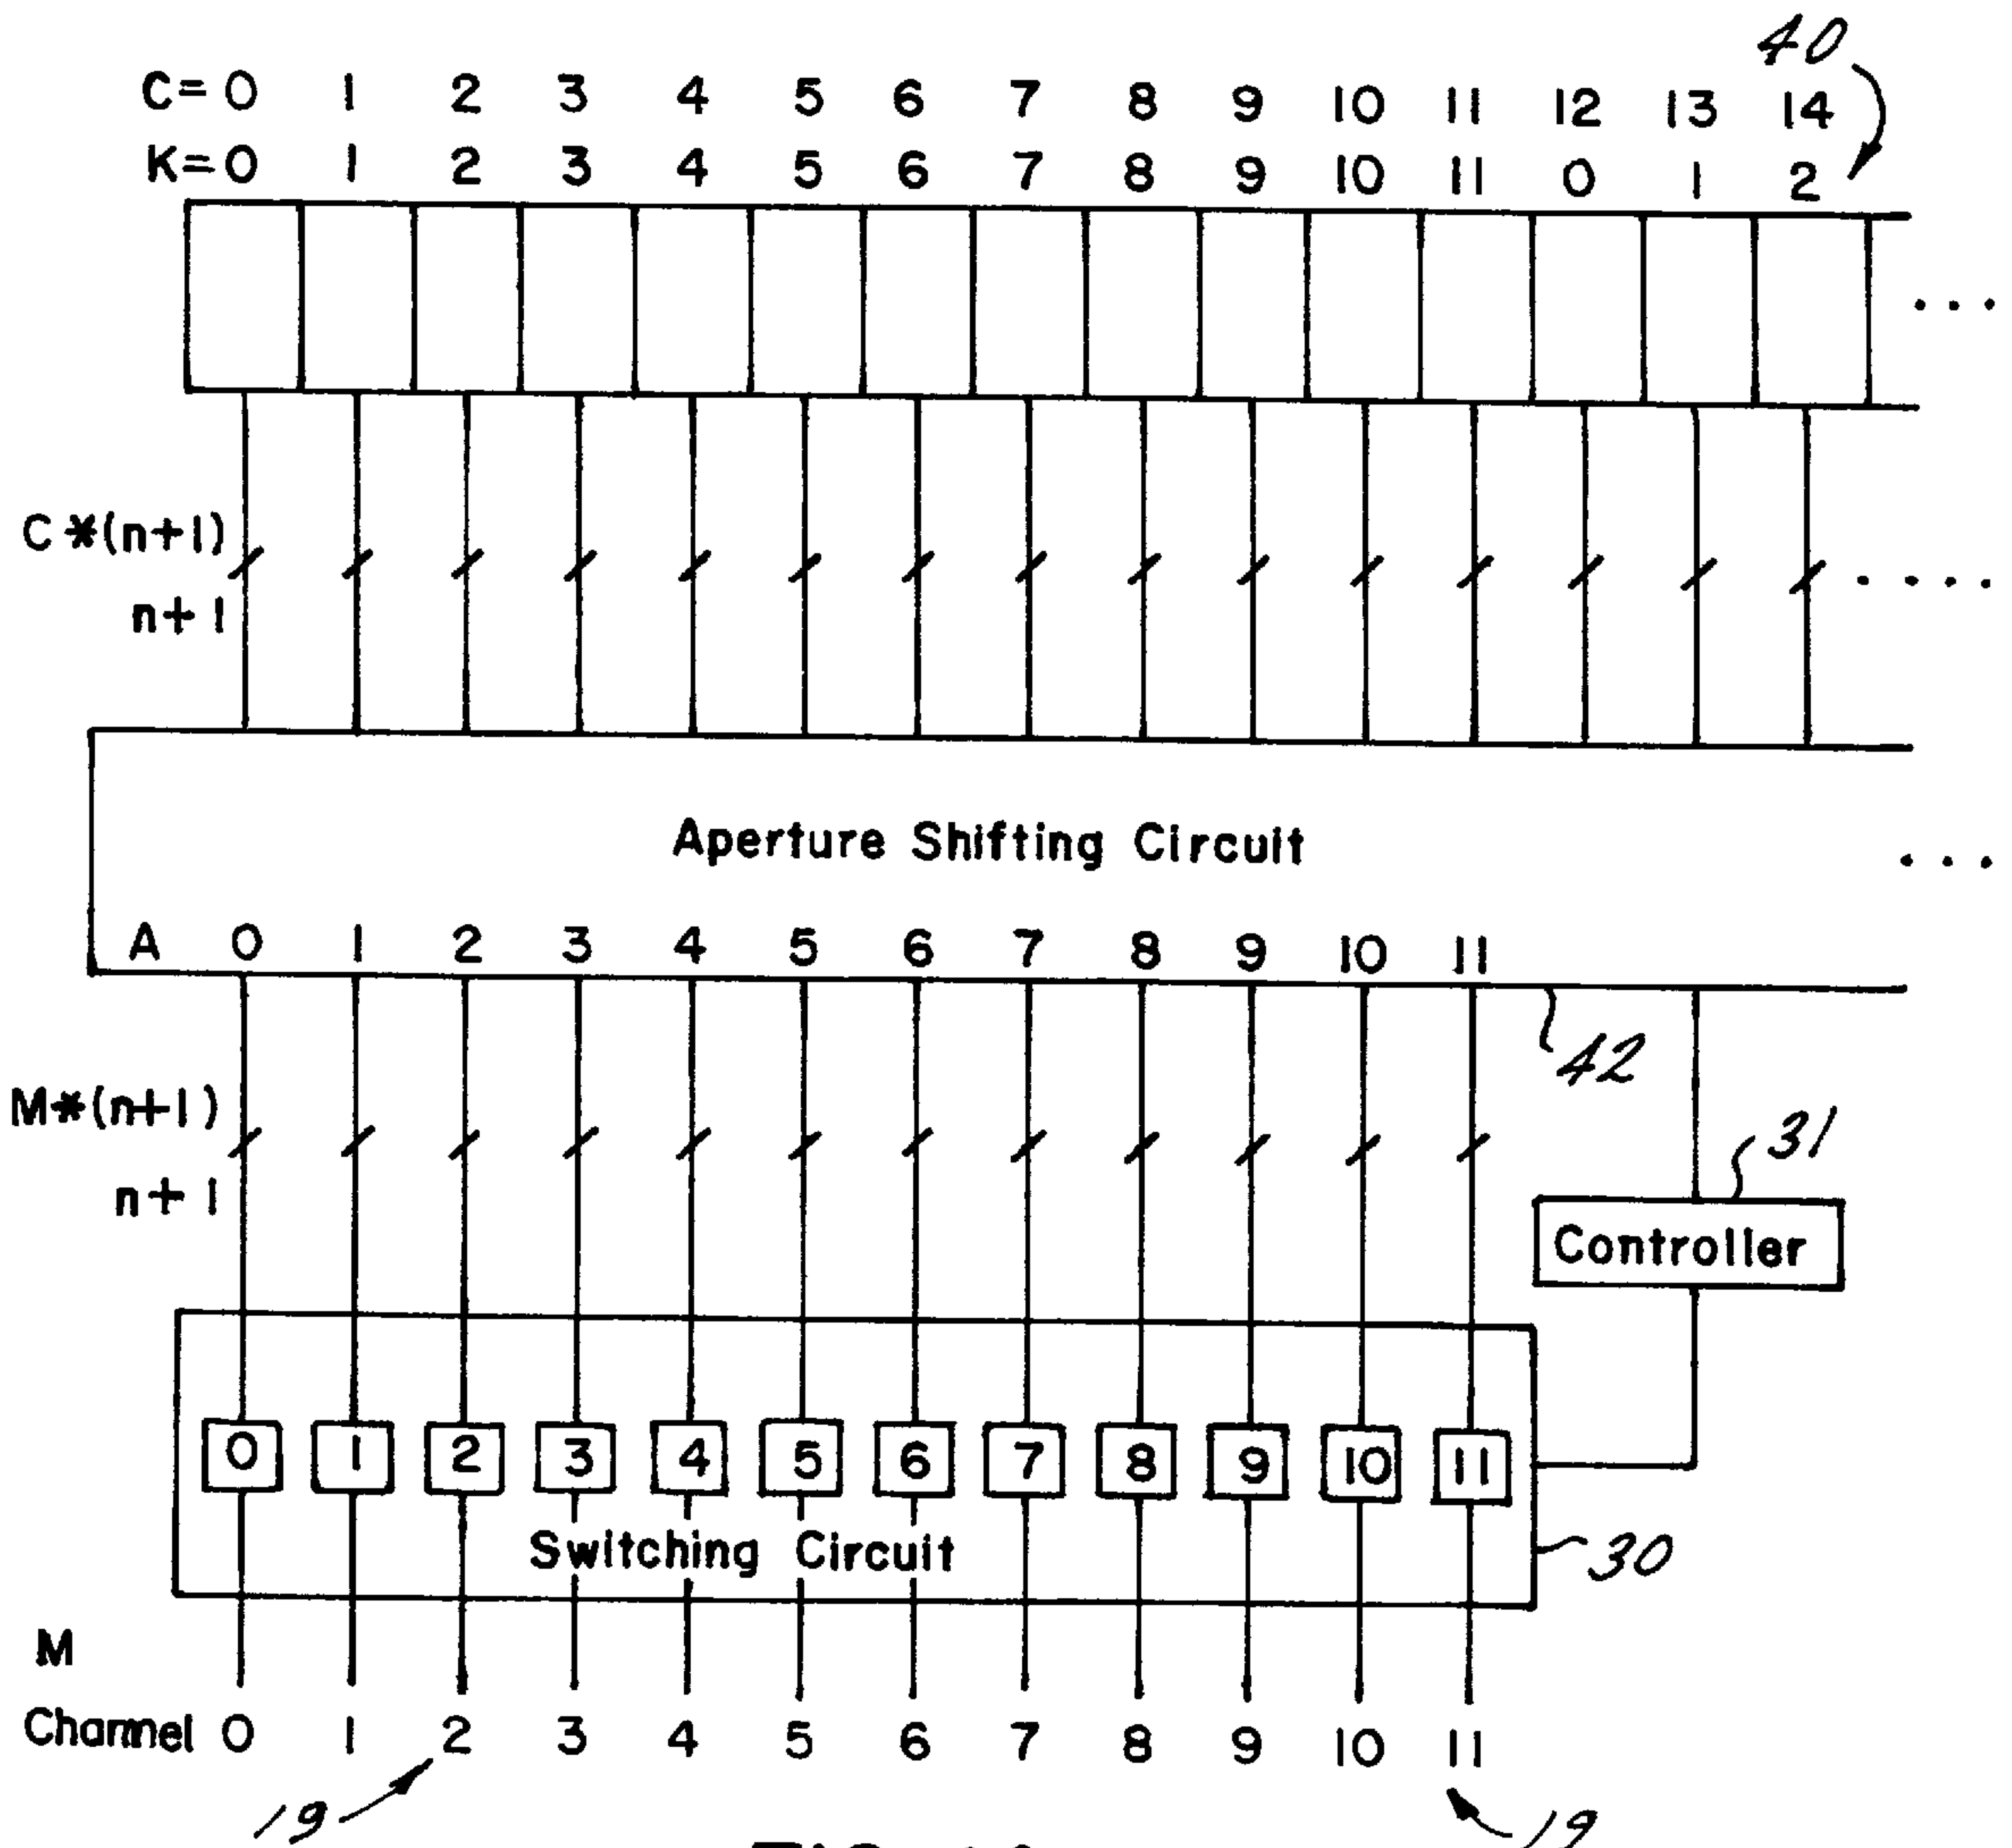 40
C= 0 1 2 3 4 5 6 7 8 9 10 11 12 13 14
K= 0 1 2 3 4 5 6 7 8 9 10 11 0 1 2
...
C*(n+1)
n+1
....
Aperture Shifting Circuit
...
A 0 1 2 3 4 5 6 7 8 9 10 11
42
M*(n+1)
n+1
31
Controller
0 1 2 3 4 5 6 7 8 9 10 11
Switching Circuit
30
M
Channel 0 1 2 3 4 5 6 7 8 9 10 11
19
19